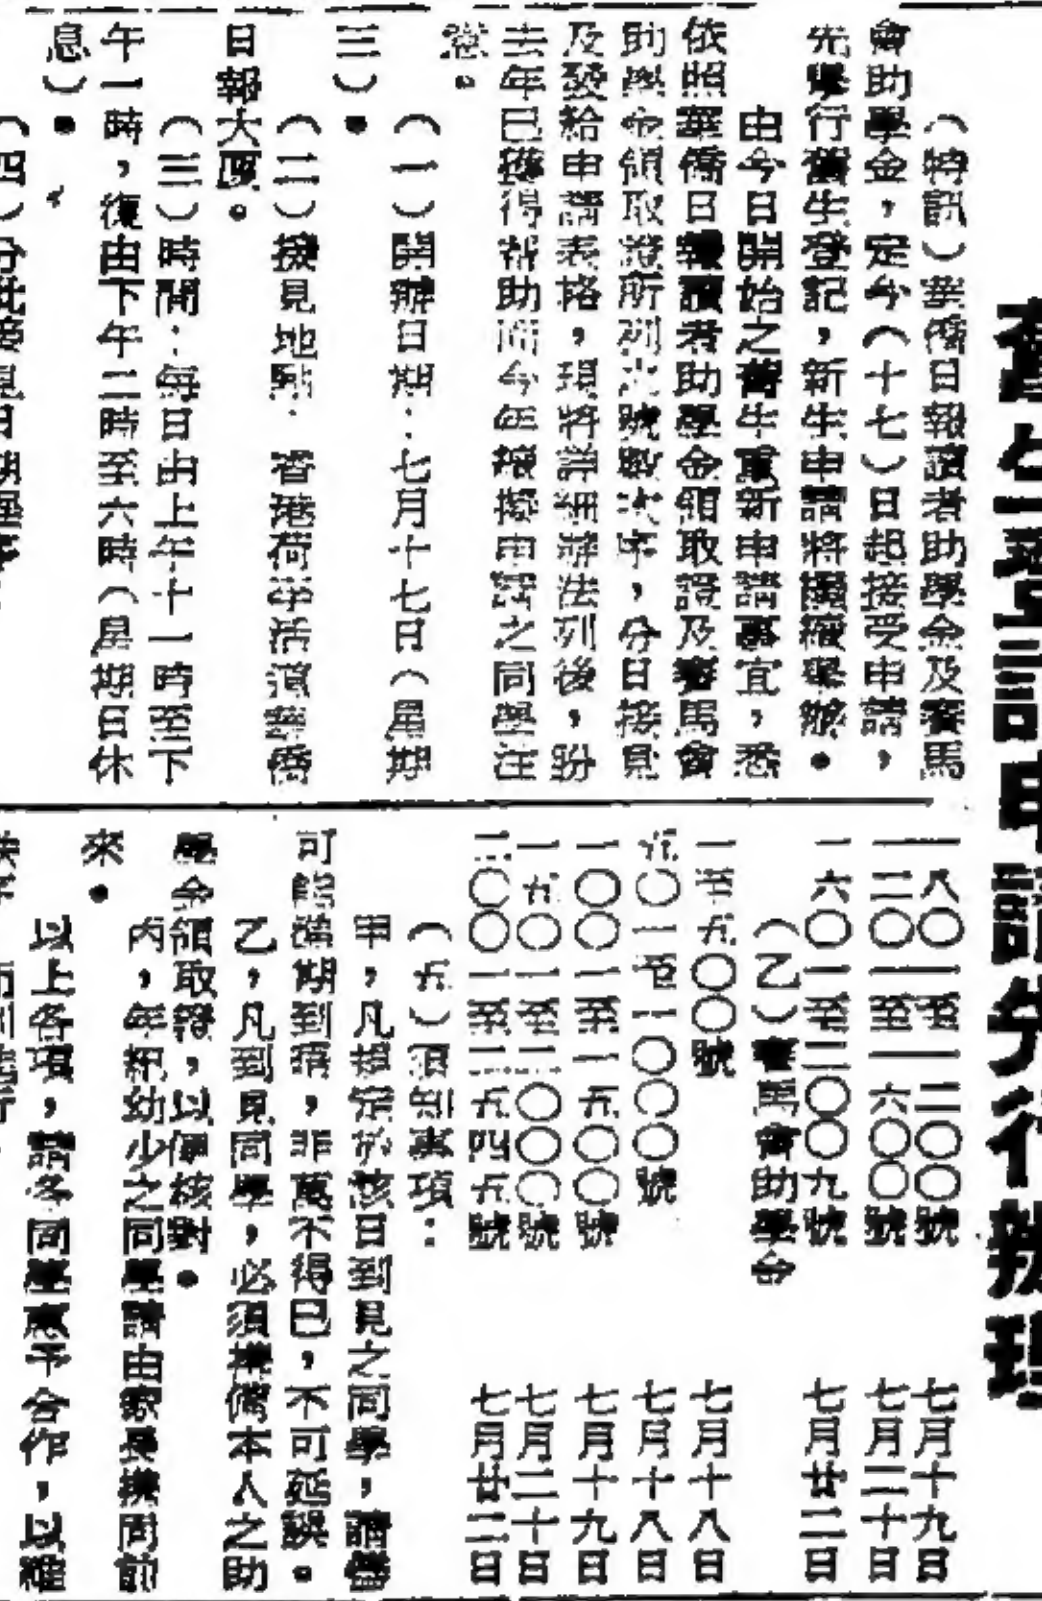 舊生登記申請先行辦理
(特訊)華僑日報讀者助學金及賽馬
會助學金,定今(十七)日起接受申請,
先舉行舊生登記,新生申請將隨續舉辦。
由今日開始之舊生重新申請事宜,悉
依照華僑日報讀者助學金領取證及賽馬會
助學金領取證所列之號數次序,分日接見
及發給申請表格,現將詳細辦法列後,盼
去年已獲得帮助而今年繼擬申請之同學注
意。
(一)開辦日期:七月十七日(星期
三)。
(二)接見地點:香港荷李活道華僑
日報大廈。
(三)時間:每日由上午十一時至下
午一時,復由下午二時至六時(星期日休
息)。
(四)分批接見日期程序:
八〇一至一二〇〇號 七月十九日
一二〇一至一六〇〇號 七月二十日
一六〇一至二〇〇九號 七月廿二日
(乙)賽馬會助學金
一至五〇〇號 七月十八日
五〇一至一〇〇〇號 七月十八日
一〇〇一至一五〇〇號 七月十九日
一五〇一至二〇〇〇號 七月二十日
二〇〇一至二五四五號 七月廿二日
(五)須知事項:
甲,凡指定於該日到見之同學,請儘
可能備期到領,非萬不得已,不可延誤。
乙,凡到見同學,必須攜備本人之助
學金領取證,以便核對。
丙,年紀幼少之同學請由家長攜同前
來。
以上各項,請各同學惠予合作,以維
秩序